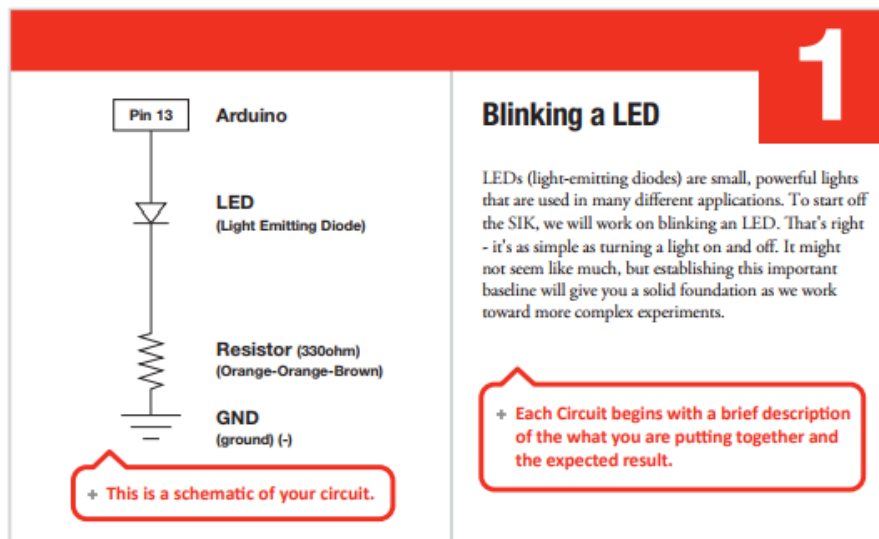 1
Pin 13
Arduino
LED
(Light Emitting Diode)
Resistor (330ohm)
(Orange-Orange-Brown)
GND
(ground) (-)
+ This is a schematic of your circuit.
Blinking a LED
LEDs (light-emitting diodes) are small, powerful lights
that are used in many different applications. To start off
the SIK, we will work on blinking an LED. That's right
- it's as simple as turning a light on and off. It might
not seem like much, but establishing this important
baseline will give you a solid foundation as we work
toward more complex experiments.
+ Each Circuit begins with a brief description
of the what you are putting together and
the expected result.